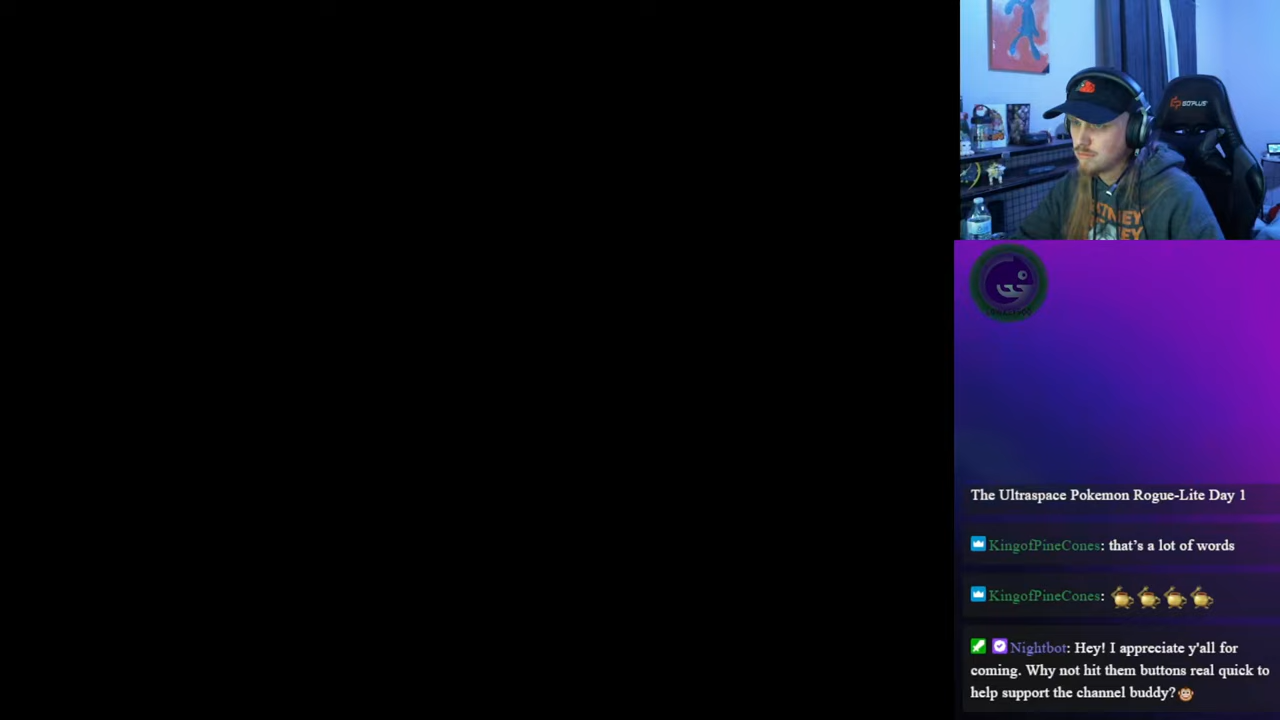 GOPLUS
The Ultraspace Pokemon Rogue-Lite Day 1
KingofPineCones: that's a lot of words
KingofPineCones:
Nightbot: Hey! I appreciate y'all for
coming. Why not hit them buttons real quick to
help support the channel buddy?